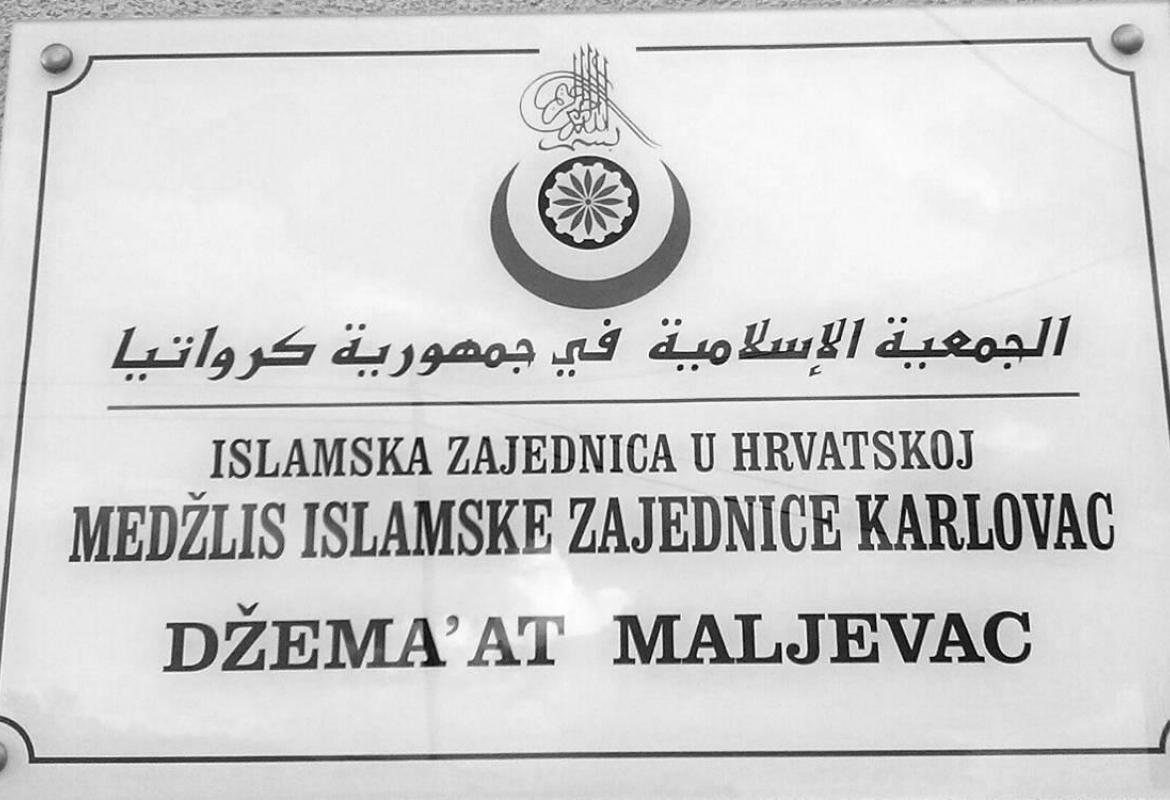 الجمعية الإسلامية في جمهورية كرواتيا
ISLAMSKA ZAJEDNICA U HRVATSKOJ
MEDŽLIS ISLAMSKE ZAJEDNICE KARLOVAC
DŽEMA'AT MALJEVAC